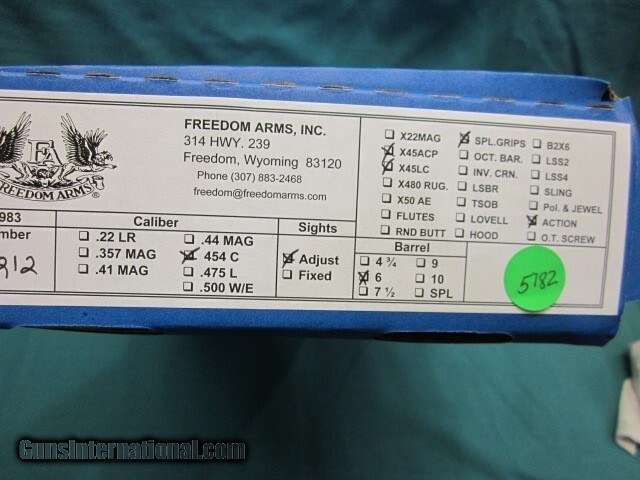 FREEDOM ARMS, INC.
314 HWY. 239
Freedom, Wyoming 83120
Phone (307) 883-2468
freedom@freedomarms.com
FA
FREEDOM ARMS
®
X22MAG
X45ACP
X45LC
X480 RUG.
X50 AE
FLUTES
RND BUTT
SPL.GRIPS
OCT. BAR.
INV. CRN.
LSBR
TSOB
LOVELL
HOOD
B2X6
LSS2
LSS4
SLING
Pol. & JEWEL
ACTION
O.T. SCREW
983
mber
212
Caliber
.22 LR
.357 MAG
.41 MAG
.44 MAG
454 C
.475 L
.500 W/E
Sights
Adjust
Fixed
Barrel
4 ¾
6
7 ½
9
10
SPL
5782
GunsInternational.com